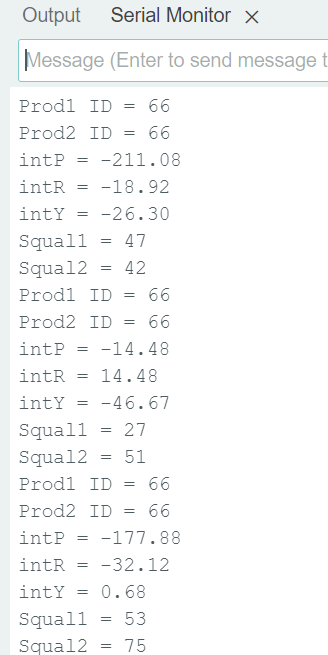 Output Serial Monitor
Message (Enter to send message t
Prod1 ID = 66
Prod2 ID = 66
intP = -211.08
intR = -18.92
intY = -26.30
Squal1 = 47
Squal2 = 42
Prod1 ID = 66
Prod2 ID = 66
intP = -14.48
intR = 14.48
intY = -46.67
Squal1 = 27
Squal2 = 51
Prod1 ID = 66
Prod2 ID = 66
intP = -177.88
intR = -32.12
intY = 0.68
Squal1 = 53
Squal2 = 75